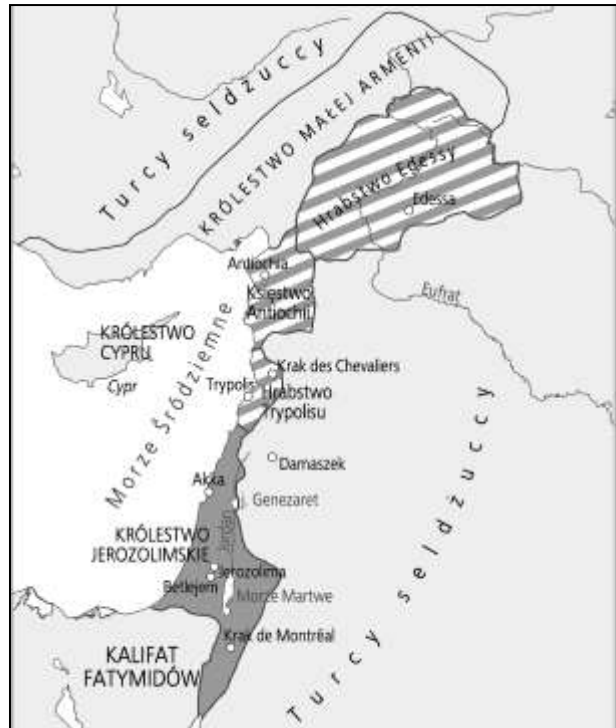 Turcy seldżuccy
KRÓLESTWO MAŁEJ ARMENII
Hrabstwo Edessy
Edessa
Antiochia
Księstwo
Antiochii
Eufrat
KRÓLESTWO
CYPRU
Cypr
Morze Śródziemne
Krak des Chevaliers
Trypolis
Hrabstwo
Trypolisu
Damaszek
Akka
j. Genezaret
Jordan
KRÓLESTWO
JEROZOLIMSKIE
Jerozolima
Betlejem
Morze Martwe
Krak de Montréal
KALIFAT
FATYMIDÓW
Turcy seldżuccy